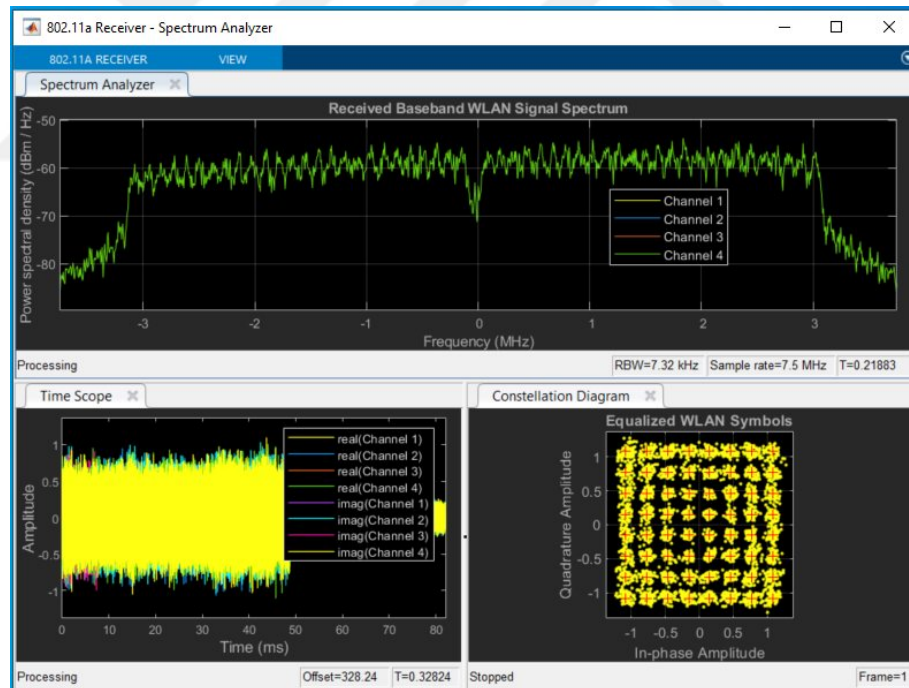 802.11a Receiver - Spectrum Analyzer
802.11A RECEIVER VIEW
Spectrum Analyzer
Received Baseband WLAN Signal Spectrum
Power spectral density (dBm / Hz)
-50
-60
-70
-80
Channel 1
Channel 2
Channel 3
Channel 4
-3 -2 -1 0 1 2 3
Frequency (MHz)
Processing RBW=7.32 kHz Sample rate=7.5 MHz T=0.21883
Time Scope
Amplitude
1
0.5
0
-0.5
-1
real(Channel 1)
real(Channel 2)
real(Channel 3)
real(Channel 4)
imag(Channel 1)
imag(Channel 2)
imag(Channel 3)
imag(Channel 4)
0 10 20 30 40 50 60 70 80
Time (ms)
Processing Offset=328.24 T=0.32824
Constellation Diagram
Equalized WLAN Symbols
Quadrature Amplitude
1
0.5
0
-0.5
-1
-1 -0.5 0 0.5 1
In-phase Amplitude
Stopped Frame=1